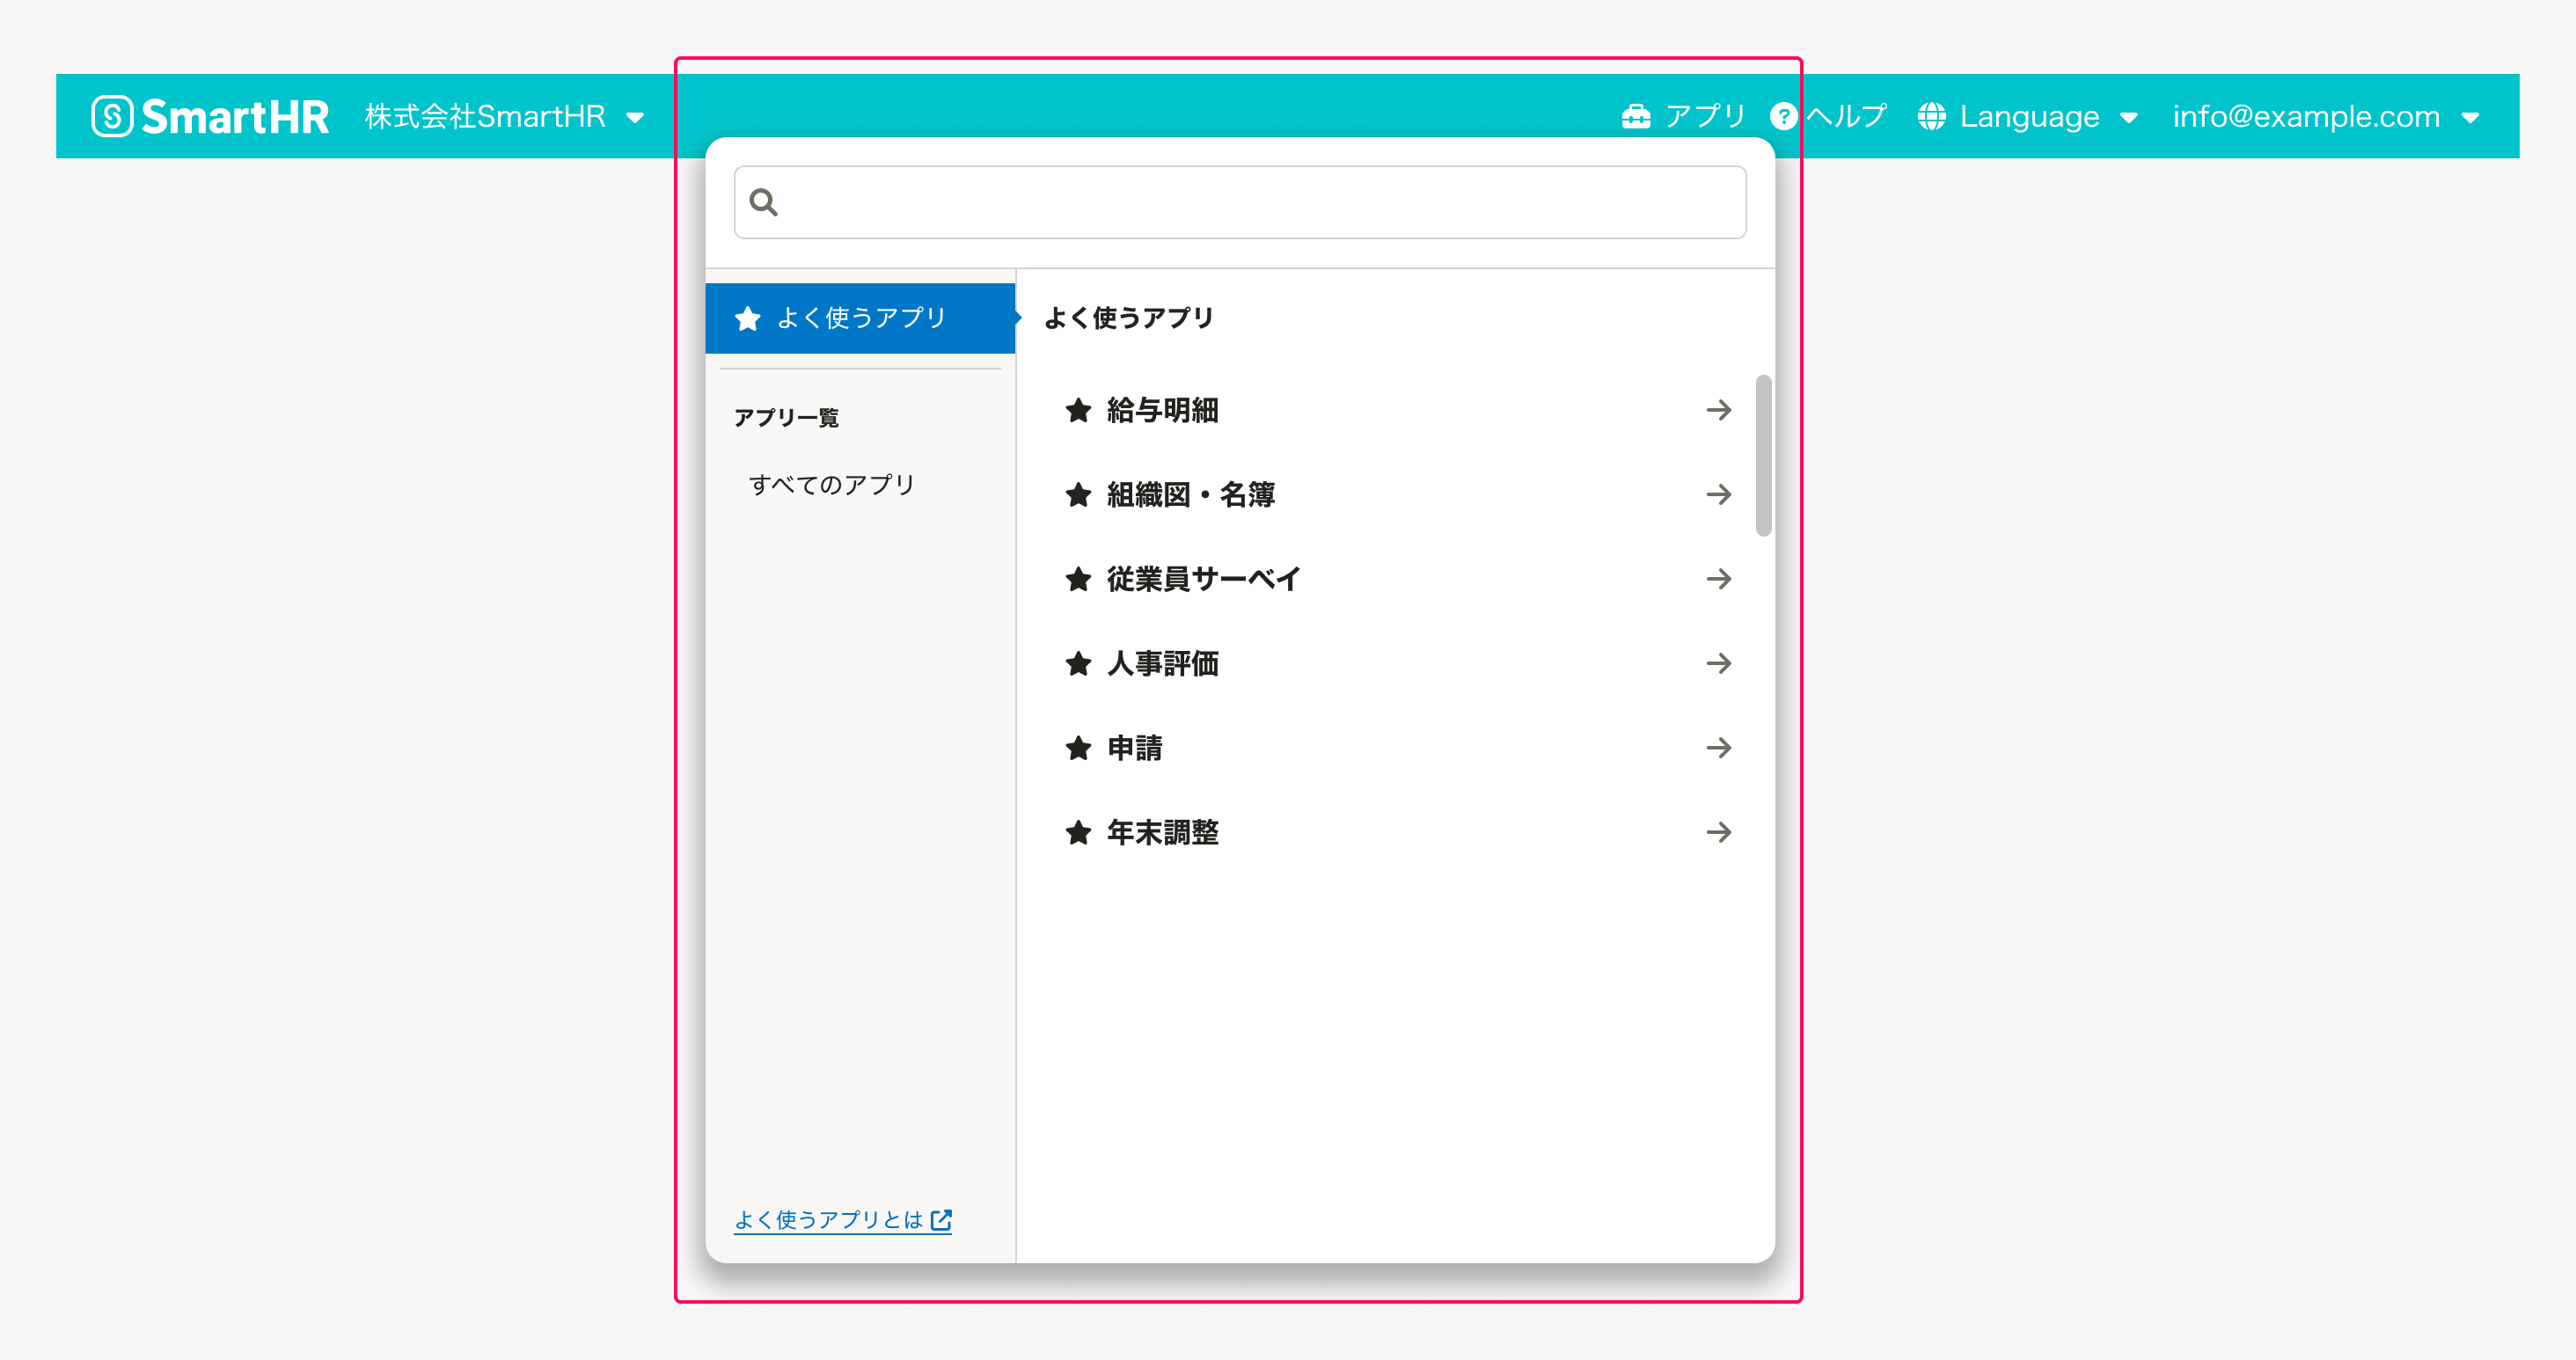 SmartHR 株式会社SmartHR アプリ ヘルプ Language info@example.com
よく使うアプリ
アプリ一覧
すべてのアプリ
よく使うアプリとは
よく使うアプリ
給与明細
組織図・名簿
従業員サーベイ
人事評価
申請
年末調整